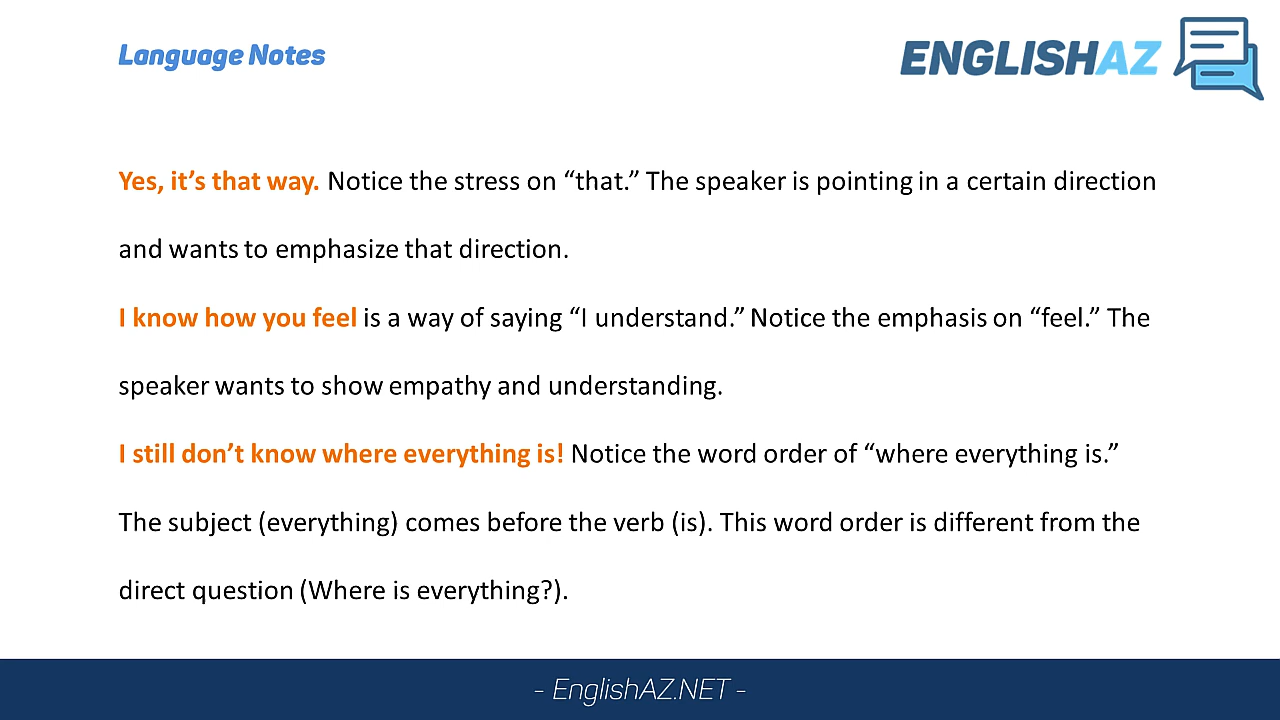 Language Notes
ENGLISHAZ
Yes, it’s that way. Notice the stress on “that.” The speaker is pointing in a certain direction
and wants to emphasize that direction.
I know how you feel is a way of saying “I understand.” Notice the emphasis on “feel.” The
speaker wants to show empathy and understanding.
I still don’t know where everything is! Notice the word order of “where everything is.”
The subject (everything) comes before the verb (is). This word order is different from the
direct question (Where is everything?).
- EnglishAZ.NET -